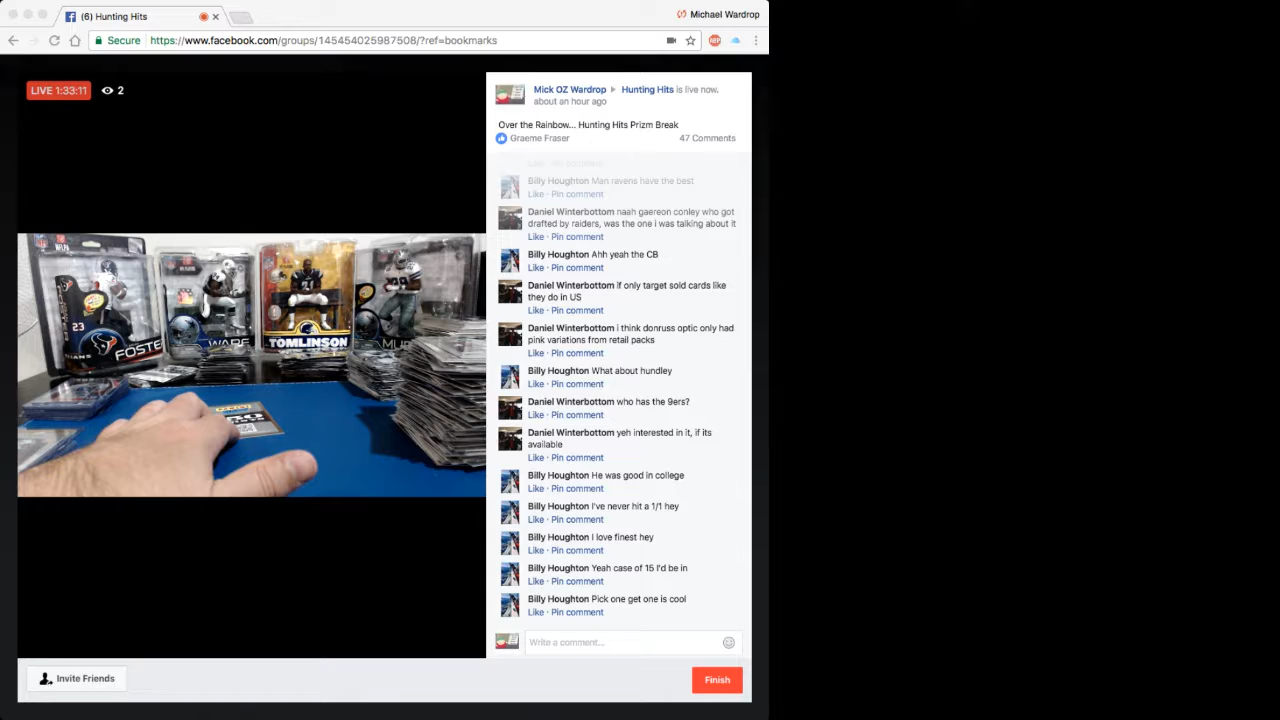 (6) Hunting Hits
Michael Wardrop
Secure https://www.facebook.com/groups/145454025987508/?ref=bookmarks
ABP
LIVE 1:33:11 2
Mick OZ Wardrop Hunting Hits is live now.
about an hour ago
Over the Rainbow... Hunting Hits Prizm Break
Graeme Fraser 47 Comments
Like · Pin comment
Billy Houghton Man ravens have the best
Like · Pin comment
Daniel Winterbottom naah gaereon conley who got
drafted by raiders, was the one i was talking about it
Like · Pin comment
Billy Houghton Ahh yeah the CB
Like · Pin comment
Daniel Winterbottom if only target sold cards like
they do in US
Like · Pin comment
Daniel Winterbottom i think donruss optic only had
pink variations from retail packs
Like · Pin comment
Billy Houghton What about hundley
Like · Pin comment
Daniel Winterbottom who has the 9ers?
Like · Pin comment
Daniel Winterbottom yeh interested in it, if its
available
Like · Pin comment
Billy Houghton He was good in college
Like · Pin comment
Billy Houghton I've never hit a 1/1 hey
Like · Pin comment
Billy Houghton I love finest hey
Like · Pin comment
Billy Houghton Yeah case of 15 I'd be in
Like · Pin comment
Billy Houghton Pick one get one is cool
Like · Pin comment
Write a comment...
Invite Friends
Finish
23
FOSTE
WARE
TOMLINSON
MU